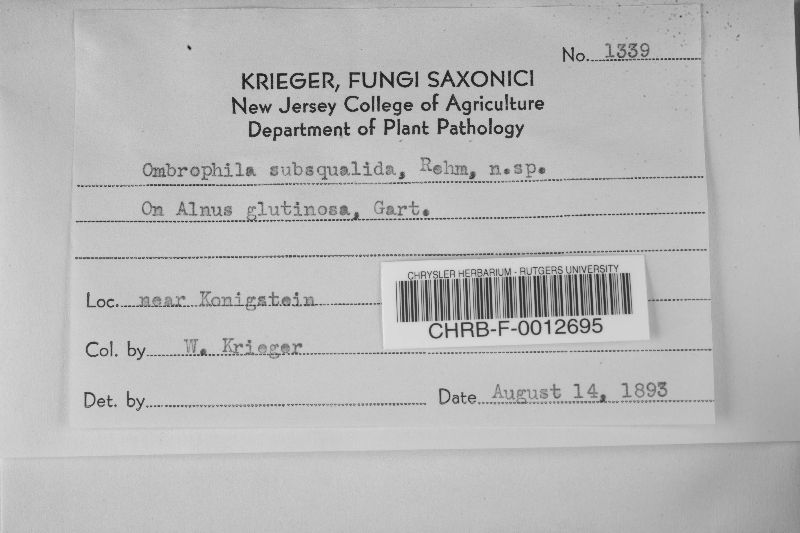 No. 1339
KRIEGER, FUNGI SAXONICI
New Jersey College of Agriculture
Department of Plant Pathology
Ombrophila subsqualida, Rehm, n.sp.
On Alnus glutinosa, Gart.
CHRYSLER HERBARIUM - RUTGERS UNIVERSITY
CHRB-F-0012695
Loc. near Konigstein
Col. by W. Krieger
Det. by
Date August 14, 1893